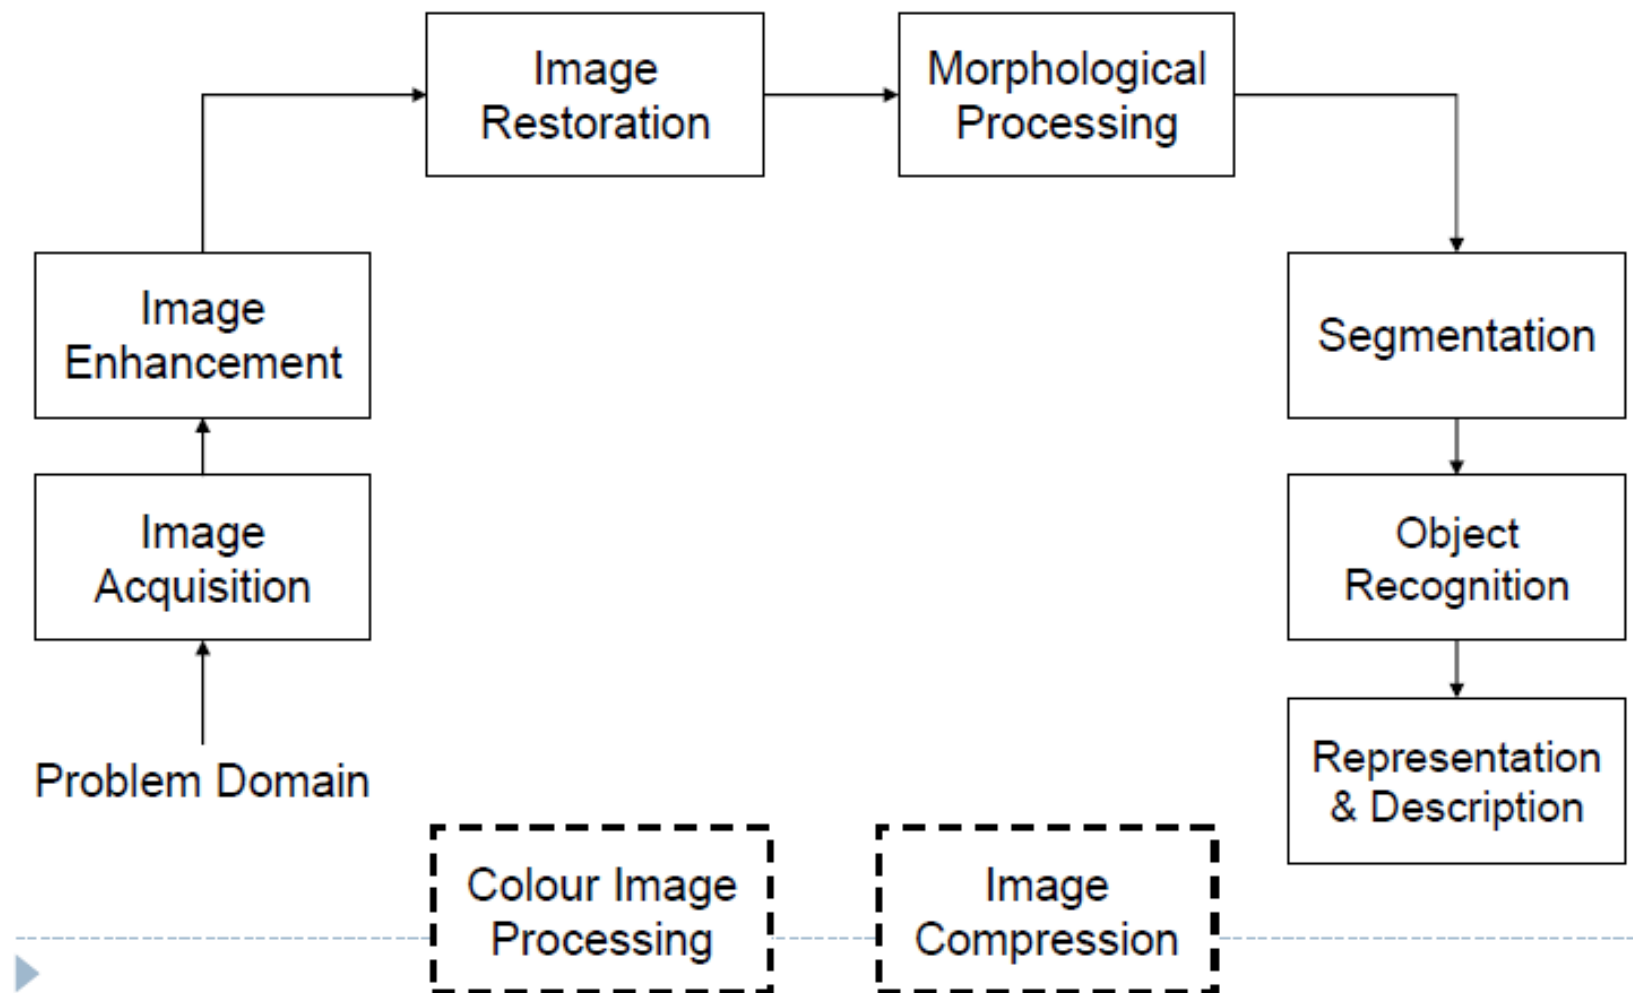 Image
Restoration
Morphological
Processing
Image
Enhancement
Segmentation
Image
Acquisition
Object
Recognition
Problem Domain
Representation
& Description
Colour Image
Processing
Image
Compression